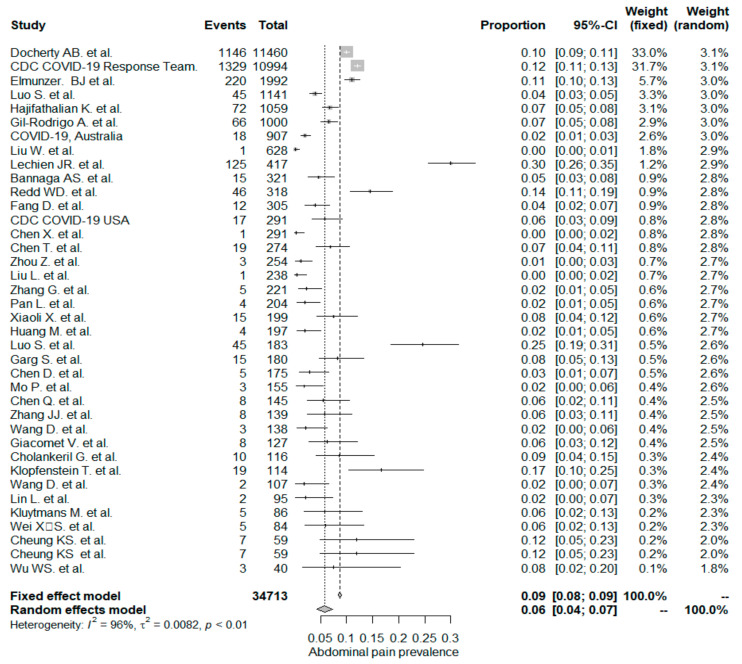 Study Events Total Proportion 95%-CI Weight (fixed) Weight (random)
Docherty AB. et al. 1146 11460 0.10 [0.09; 0.11] 33.0% 3.1%
CDC COVID-19 Response Team. 1329 10994 0.12 [0.11; 0.13] 31.7% 3.1%
Elmunzer. BJ et al. 220 1992 0.11 [0.10; 0.13] 5.7% 3.0%
Luo S. et al. 45 1141 0.04 [0.03; 0.05] 3.3% 3.0%
Hajifathalian K. et al. 72 1059 0.07 [0.05; 0.08] 3.1% 3.0%
Gil-Rodrigo A. et al. 66 1000 0.07 [0.05; 0.08] 2.9% 3.0%
COVID-19, Australia 18 907 0.02 [0.01; 0.03] 2.6% 3.0%
Liu W. et al. 1 628 0.00 [0.00; 0.01] 1.8% 2.9%
Lechien JR. et al. 125 417 0.30 [0.26; 0.35] 1.2% 2.9%
Bannaga AS. et al. 15 321 0.05 [0.03; 0.08] 0.9% 2.8%
Redd WD. et al. 46 318 0.14 [0.11; 0.19] 0.9% 2.8%
Fang D. et al. 12 305 0.04 [0.02; 0.07] 0.9% 2.8%
CDC COVID-19 USA 17 291 0.06 [0.03; 0.09] 0.8% 2.8%
Chen X. et al. 1 291 0.00 [0.00; 0.02] 0.8% 2.8%
Chen T. et al. 19 274 0.07 [0.04; 0.11] 0.8% 2.8%
Zhou Z. et al. 3 254 0.01 [0.00; 0.03] 0.7% 2.7%
Liu L. et al. 1 238 0.00 [0.00; 0.02] 0.7% 2.7%
Zhang G. et al. 5 221 0.02 [0.01; 0.05] 0.6% 2.7%
Pan L. et al. 4 204 0.02 [0.01; 0.05] 0.6% 2.7%
Xiaoli X. et al. 15 199 0.08 [0.04; 0.12] 0.6% 2.7%
Huang M. et al. 4 197 0.02 [0.01; 0.05] 0.6% 2.7%
Luo S. et al. 45 183 0.25 [0.19; 0.31] 0.5% 2.6%
Garg S. et al. 15 180 0.08 [0.05; 0.13] 0.5% 2.6%
Chen D. et al. 5 175 0.03 [0.01; 0.07] 0.5% 2.6%
Mo P. et al. 3 155 0.02 [0.00; 0.06] 0.4% 2.6%
Chen Q. et al. 8 145 0.06 [0.02; 0.11] 0.4% 2.5%
Zhang JJ. et al. 8 139 0.06 [0.03; 0.11] 0.4% 2.5%
Wang D. et al. 3 138 0.02 [0.00; 0.06] 0.4% 2.5%
Giacomet V. et al. 8 127 0.06 [0.03; 0.12] 0.4% 2.5%
Cholankeril G. et al. 10 116 0.09 [0.04; 0.15] 0.3% 2.4%
Klopfenstein T. et al. 19 114 0.17 [0.10; 0.25] 0.3% 2.4%
Wang D. et al. 2 107 0.02 [0.00; 0.07] 0.3% 2.4%
Lin L. et al. 2 95 0.02 [0.00; 0.07] 0.3% 2.3%
Kluytmans M. et al. 5 86 0.06 [0.02; 0.13] 0.2% 2.3%
Wei X□S. et al. 5 84 0.06 [0.02; 0.13] 0.2% 2.2%
Cheung KS. et al. 7 59 0.12 [0.05; 0.23] 0.2% 2.0%
Cheung KS et al. 7 59 0.12 [0.05; 0.23] 0.2% 2.0%
Wu WS. et al. 3 40 0.08 [0.02; 0.20] 0.1% 1.8%
Fixed effect model 34713 0.09 [0.08; 0.09] 100.0% --
Random effects model 0.06 [0.04; 0.07] -- 100.0%
Heterogeneity: I² = 96%, τ² = 0.0082, p < 0.01
0.05 0.1 0.15 0.2 0.25 0.3
Abdominal pain prevalence